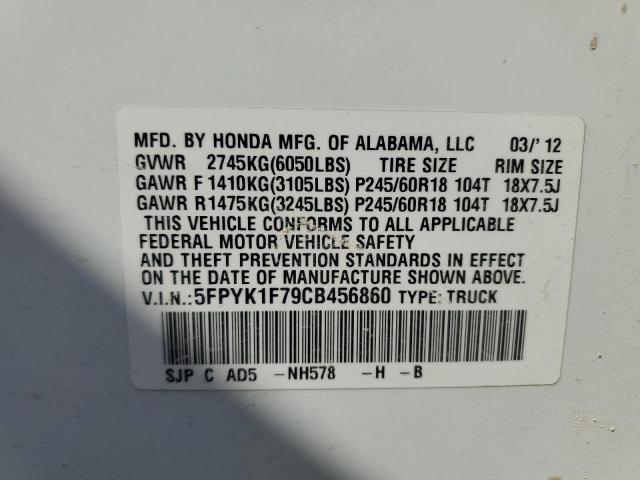 MFD. BY HONDA MFG. OF ALABAMA, LLC 03/'12
GVWR 2745KG(6050LBS) TIRE SIZE RIM SIZE
GAWR F 1410KG(3105LBS) P245/60R18 104T 18X7.5J
GAWR R1475KG(3245LBS) P245/60R18 104T 18X7.5J
THIS VEHICLE CONFORMS TO ALL APPLICABLE
FEDERAL MOTOR VEHICLE SAFETY
AND THEFT PREVENTION STANDARDS IN EFFECT
ON THE DATE OF MANUFACTURE SHOWN ABOVE.
V.I.N.:5FPYK1F79CB456860 TYPE:TRUCK
SJP C AD5 -NH578 -H -B